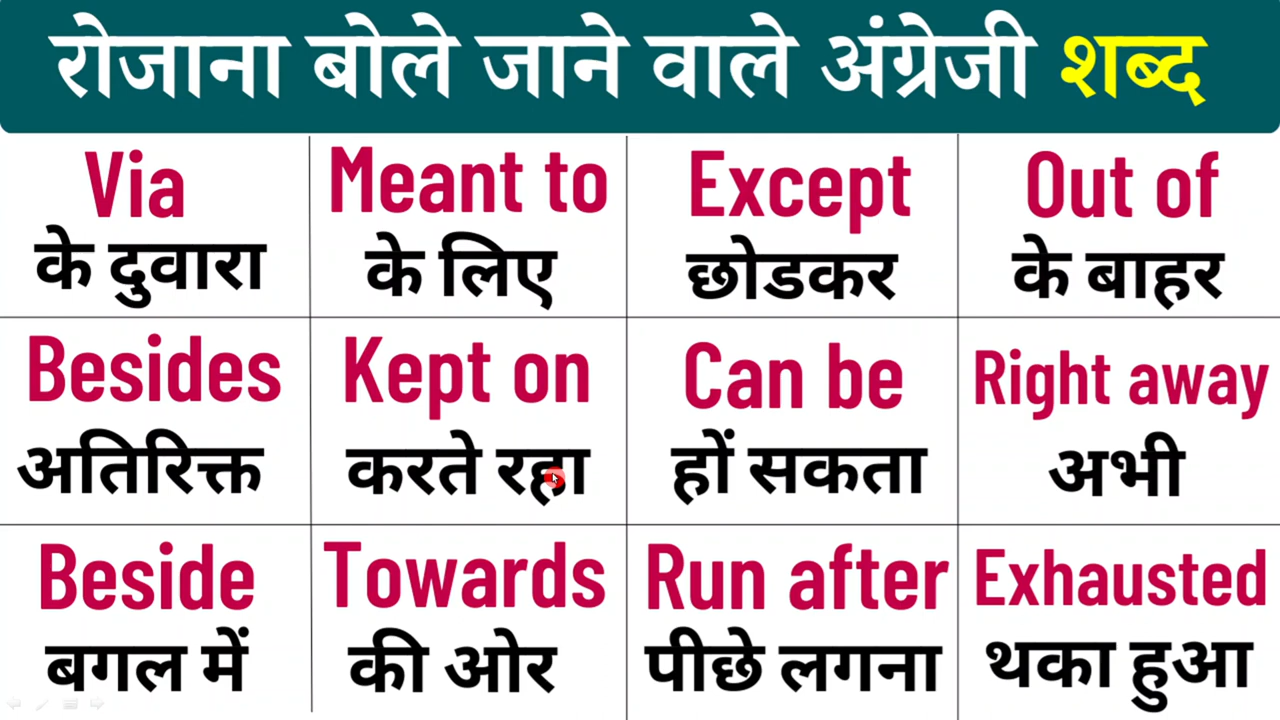 रोजाना बोले जाने वाले अंग्रेजी शब्द
Via
के दुवारा
Meant to
के लिए
Except
छोडकर
Out of
के बाहर
Besides
अतिरिक्त
Kept on
करते रहा
Can be
हों सकता
Right away
अभी
Beside
बगल में
Towards
की ओर
Run after
पीछे लगना
Exhausted
थका हुआ